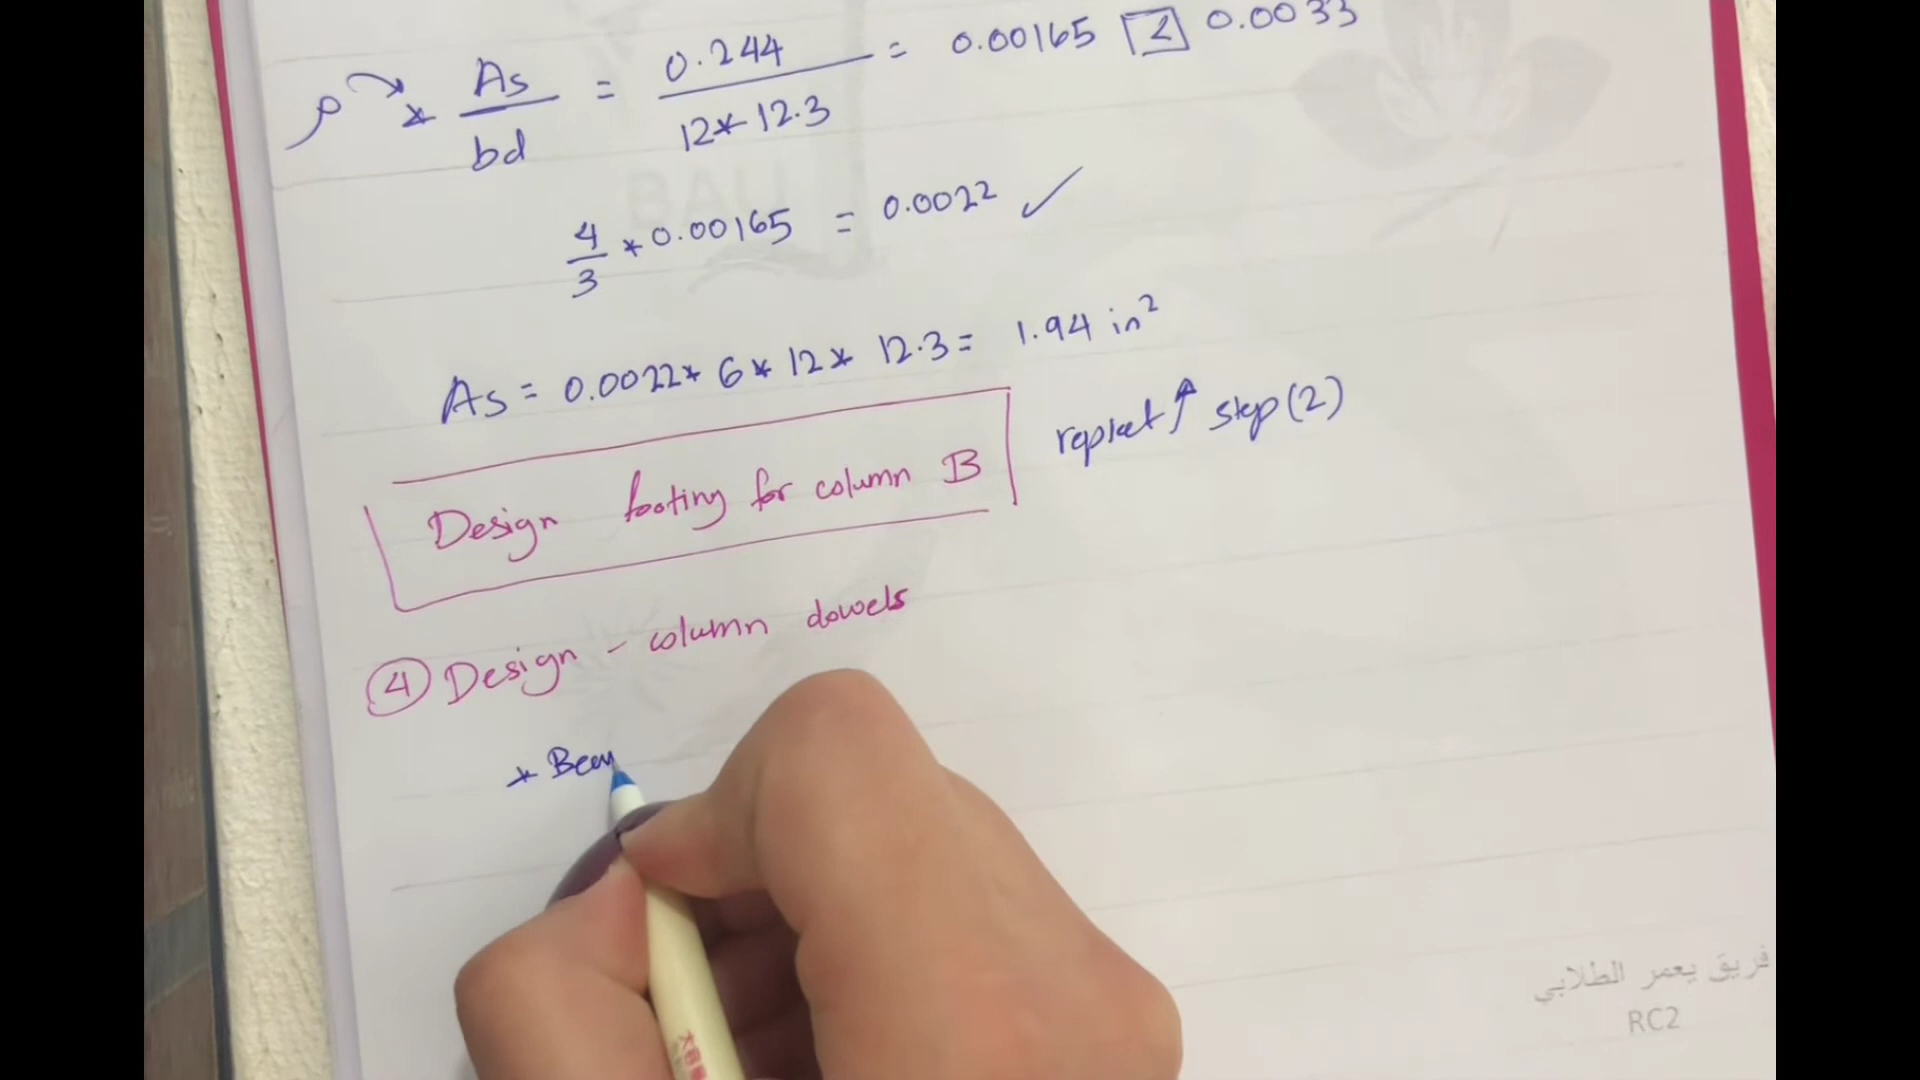 ρ * As/bd = 0.244/12*12.3 = 0.00165 < 0.0033
4/3 * 0.00165 = 0.0022 ✓
As = 0.0022* 6* 12* 12.3 = 1.94 in²
Design footing for column B
repeat ↑ step (2)
④ Design - column dowels
* Bear
فريق يعمر الطلابي
RC2
BAU